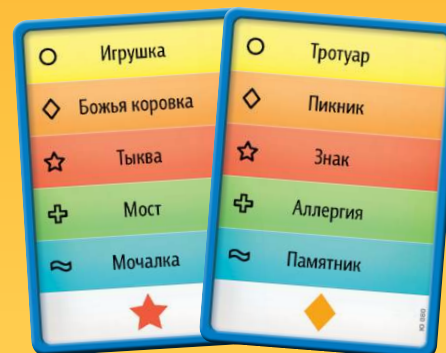 Игрушка
Божья коровка
Тыква
Мост
Мочалка
Тротуар
Пикник
Знак
Аллергия
Памятник